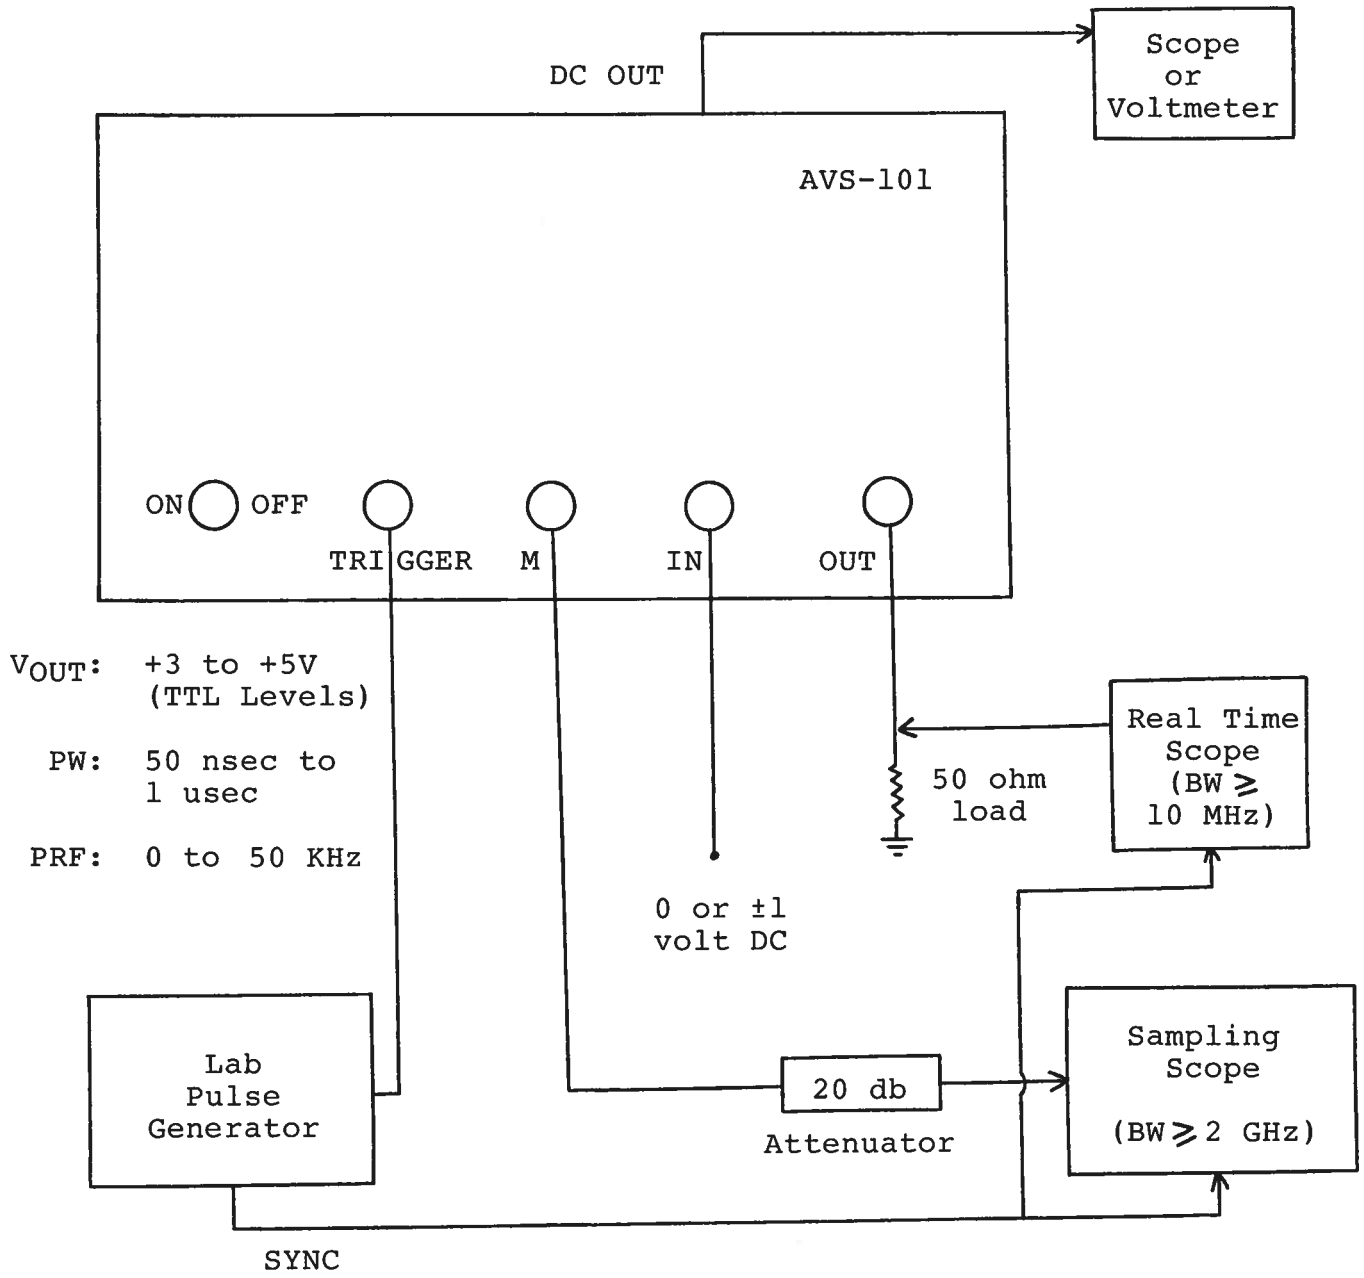 DC OUT
Scope
or
Voltmeter
AVS-101
ON OFF
TRIGGER
M
IN
OUT
VOUT: +3 to +5V
(TTL Levels)
PW: 50 nsec to
1 usec
PRF: 0 to 50 KHz
Real Time
Scope
(BW ⩾
10 MHz)
50 ohm
load
0 or ±1
volt DC
Lab
Pulse
Generator
20 db
Attenuator
Sampling
Scope
(BW ⩾ 2 GHz)
SYNC